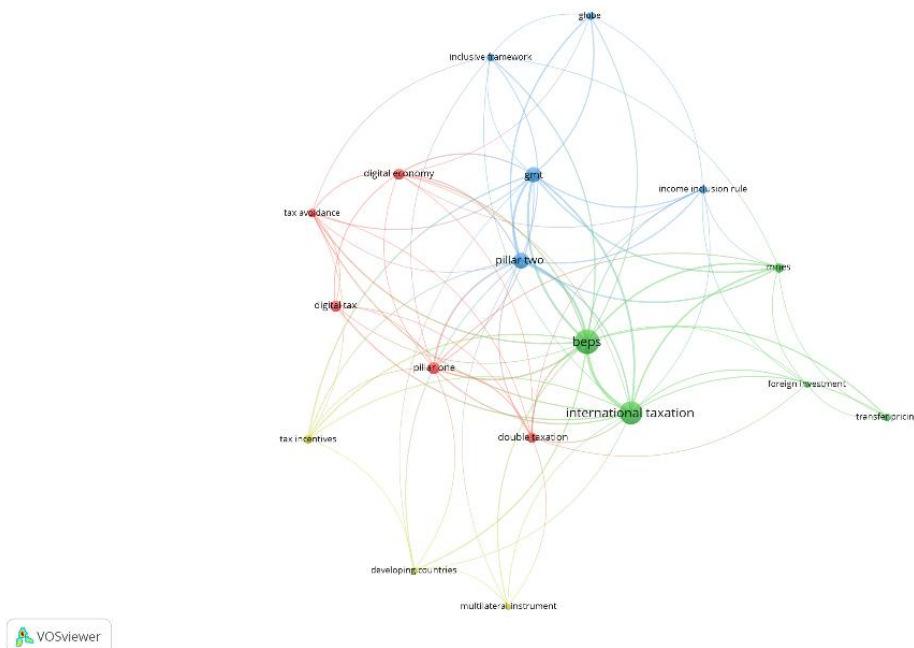 globe
inclusive framework
digital economy
gmt
income inclusion rule
tax avoidance
pillar two
mnes
digital tax
beps
pillar one
foreign investment
international taxation
transfer pricin
tax incentives
double taxation
developing countries
multilateral instrument
VOSviewer